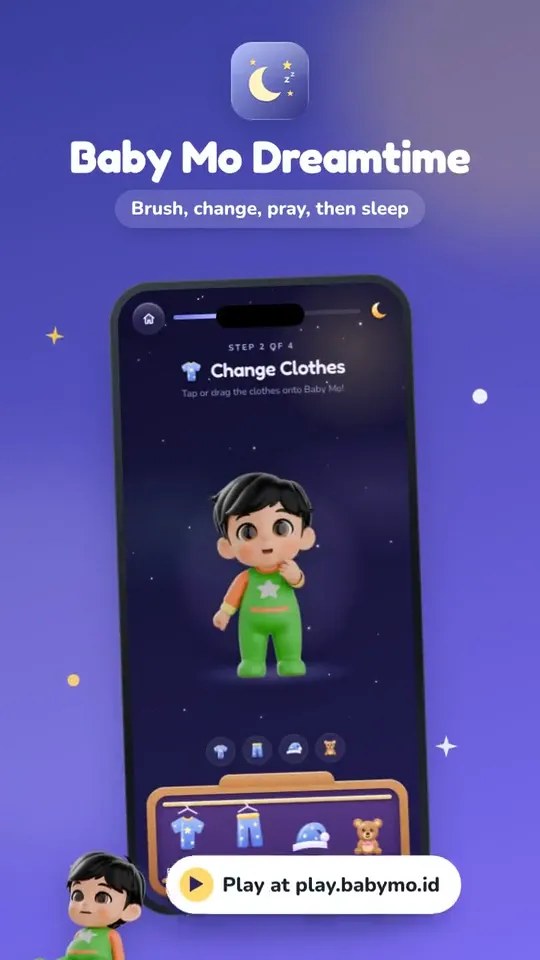 z z
Baby Mo Dreamtime
Brush, change, pray, then sleep
STEP 2 OF 4
Change Clothes
Tap or drag the clothes onto Baby Mo!
Play at play.babymo.id